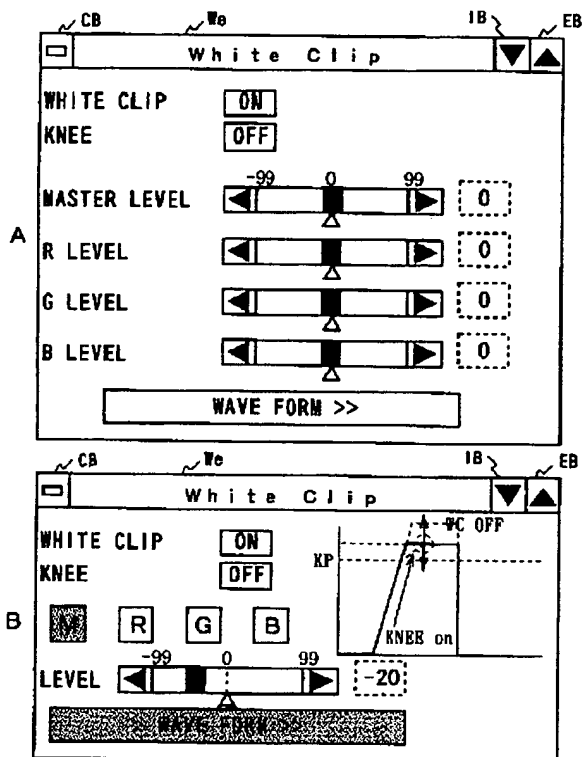 CB We IB EB
White Clip
WHITE CLIP ON
KNEE OFF
-99 0 99
MASTER LEVEL 0
A
R LEVEL 0
G LEVEL 0
B LEVEL 0
WAVE FORM >>
CB We IB EB
White Clip
WC OFF
WHITE CLIP ON
KP
KNEE OFF
B
M R G B
KNEE on
-99 0 99
LEVEL -20
WAVE FORM >>